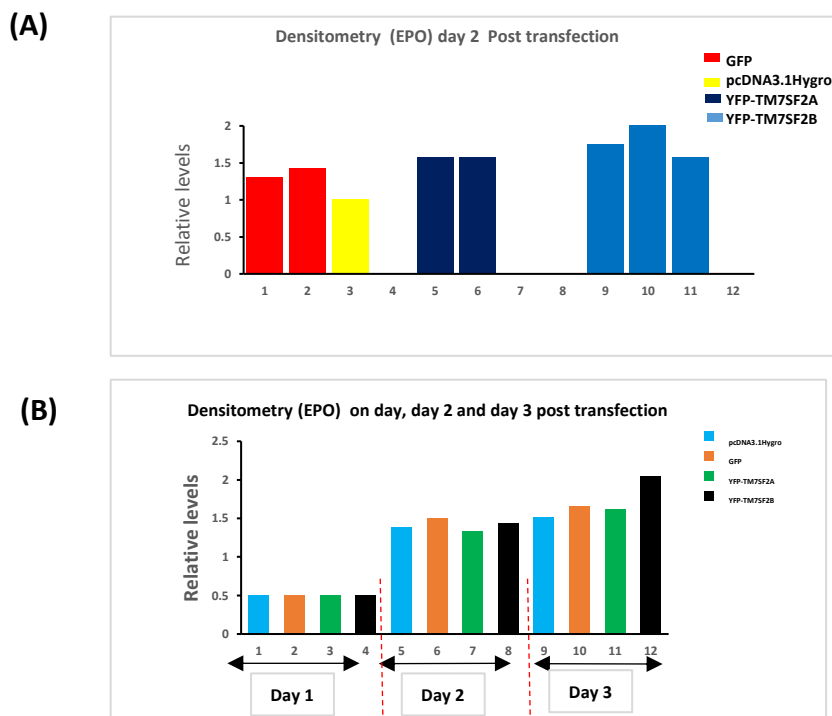 (A)
Densitometry (EPO) day 2 Post transfection
GFP
pcDNA3.1Hygro
YFP-TM7SF2A
YFP-TM7SF2B
Relative levels
2
1.5
1
0.5
0
1 2 3 4 5 6 7 8 9 10 11 12
(B)
Densitometry (EPO) on day, day 2 and day 3 post transfection
pcDNA3.1Hygro
GFP
YFP-TM7SF2A
YFP-TM7SF2B
Relative levels
2.5
2
1.5
1
0.5
0
1 2 3 4 5 6 7 8 9 10 11 12
Day 1 Day 2 Day 3